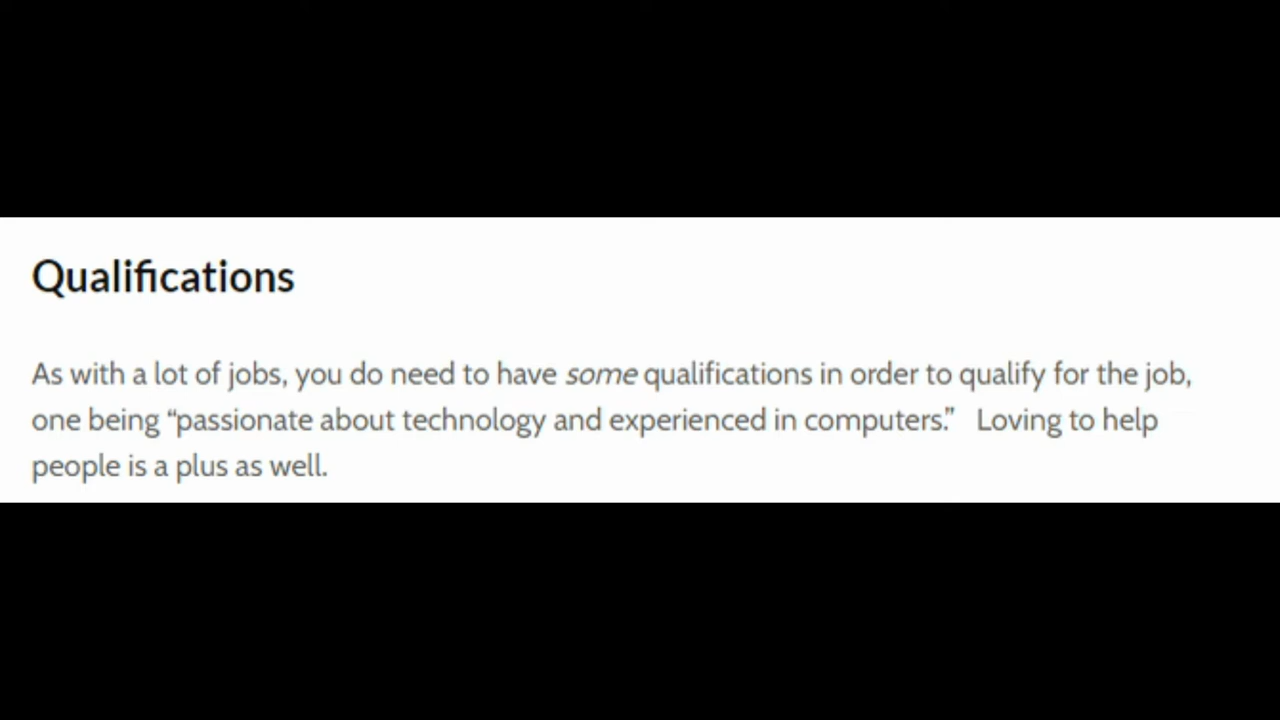 Qualifications
As with a lot of jobs, you do need to have some qualifications in order to qualify for the job,
one being “passionate about technology and experienced in computers.”   Loving to help
people is a plus as well.